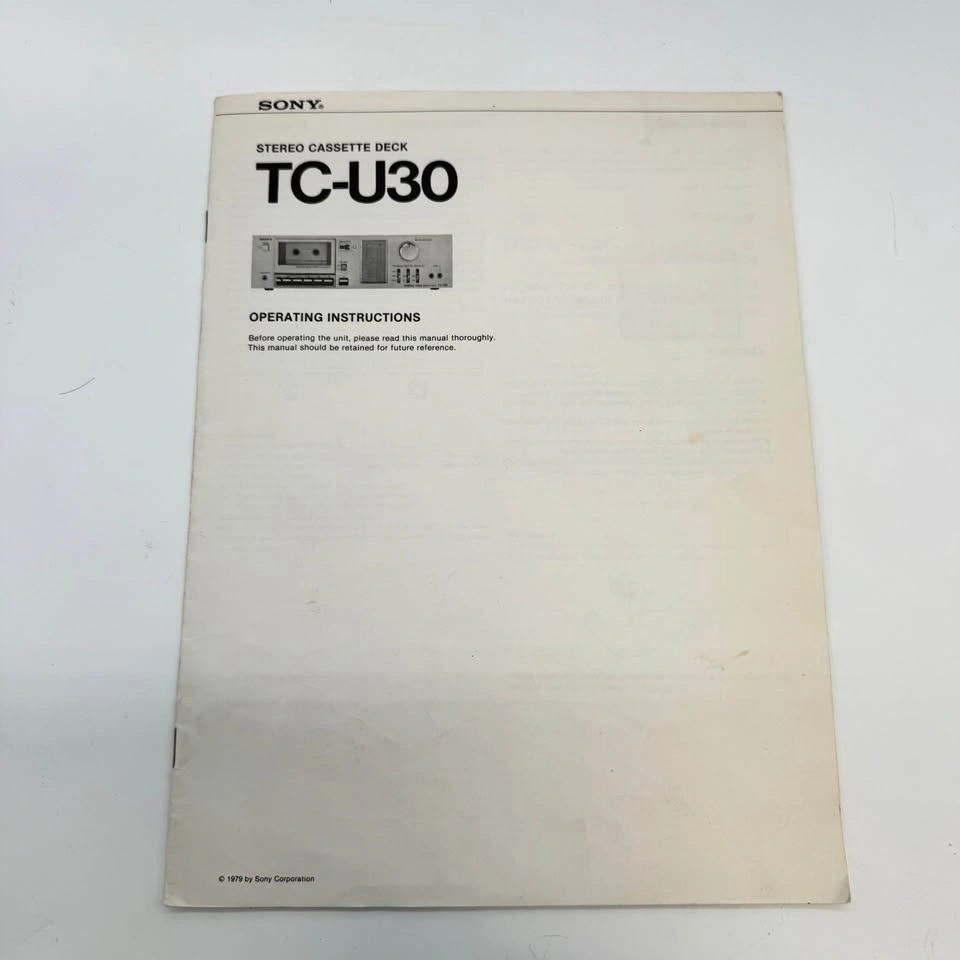 SONY®
STEREO CASSETTE DECK
TC-U30
OPERATING INSTRUCTIONS
Before operating the unit, please read this manual thoroughly.
This manual should be retained for future reference.
© 1979 by Sony Corporation